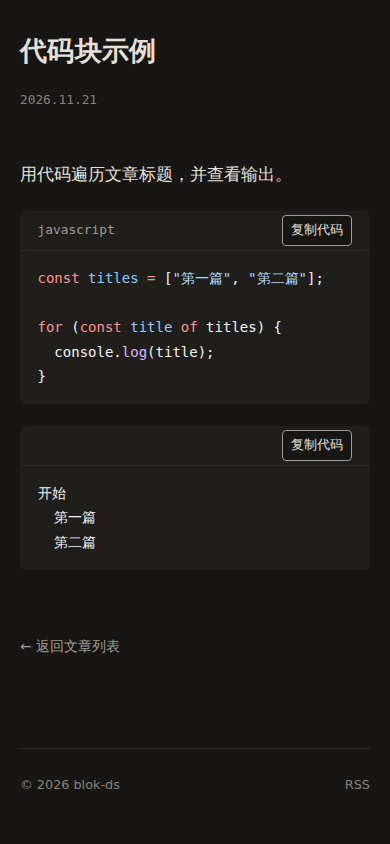 代码块示例
2026.11.21
用代码遍历文章标题，并查看输出。
javascript
复制代码
const titles = ["第一篇", "第二篇"];
for (const title of titles) {
  console.log(title);
}
复制代码
开始
  第一篇
  第二篇
← 返回文章列表
© 2026 blok-ds
RSS